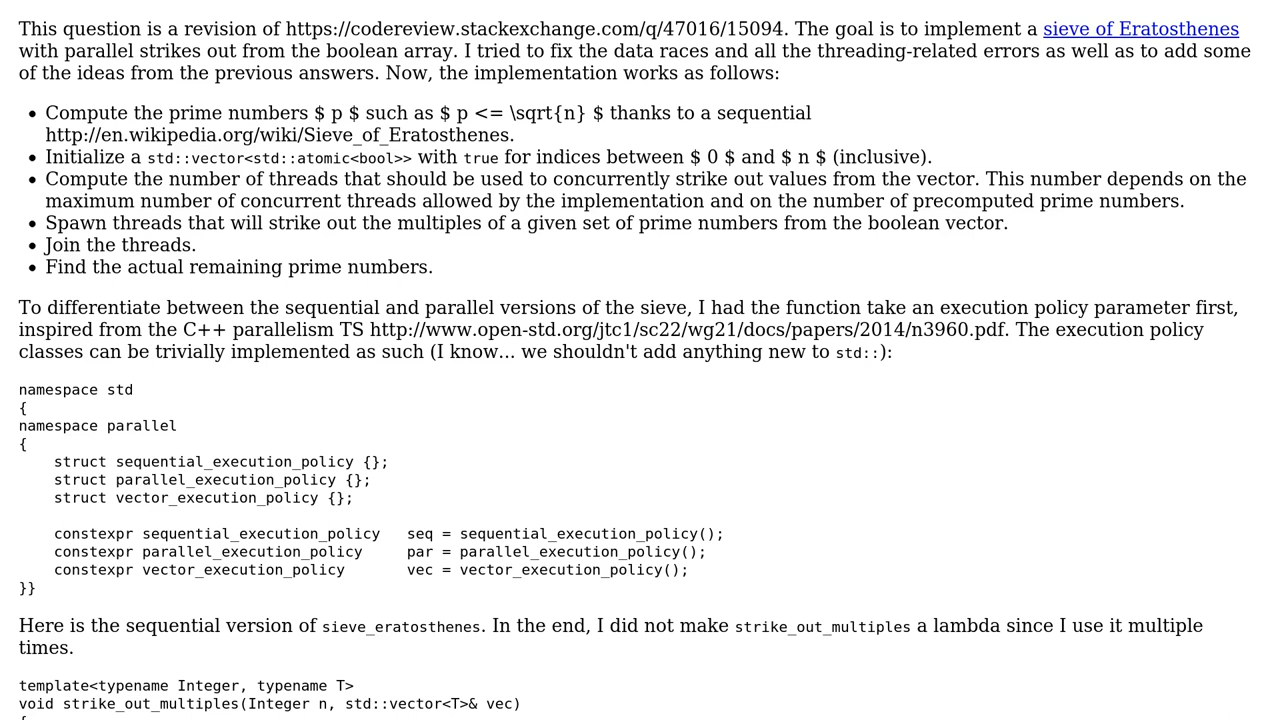 This question is a revision of https://codereview.stackexchange.com/q/47016/15094. The goal is to implement a sieve of Eratosthenes
with parallel strikes out from the boolean array. I tried to fix the data races and all the threading-related errors as well as to add some
of the ideas from the previous answers. Now, the implementation works as follows:
• Compute the prime numbers $ p $ such as $ p <= \sqrt{n} $ thanks to a sequential
http://en.wikipedia.org/wiki/Sieve_of_Eratosthenes.
• Initialize a std::vector<std::atomic<bool>> with true for indices between $ 0 $ and $ n $ (inclusive).
• Compute the number of threads that should be used to concurrently strike out values from the vector. This number depends on the
maximum number of concurrent threads allowed by the implementation and on the number of precomputed prime numbers.
• Spawn threads that will strike out the multiples of a given set of prime numbers from the boolean vector.
• Join the threads.
• Find the actual remaining prime numbers.
To differentiate between the sequential and parallel versions of the sieve, I had the function take an execution policy parameter first,
inspired from the C++ parallelism TS http://www.open-std.org/jtc1/sc22/wg21/docs/papers/2014/n3960.pdf. The execution policy
classes can be trivially implemented as such (I know... we shouldn't add anything new to std::):
namespace std
{
namespace parallel
{
    struct sequential_execution_policy {};
    struct parallel_execution_policy {};
    struct vector_execution_policy {};
    constexpr sequential_execution_policy   seq = sequential_execution_policy();
    constexpr parallel_execution_policy     par = parallel_execution_policy();
    constexpr vector_execution_policy       vec = vector_execution_policy();
}}
Here is the sequential version of sieve_eratosthenes. In the end, I did not make strike_out_multiples a lambda since I use it multiple
times.
template<typename Integer, typename T>
void strike_out_multiples(Integer n, std::vector<T>& vec)
{